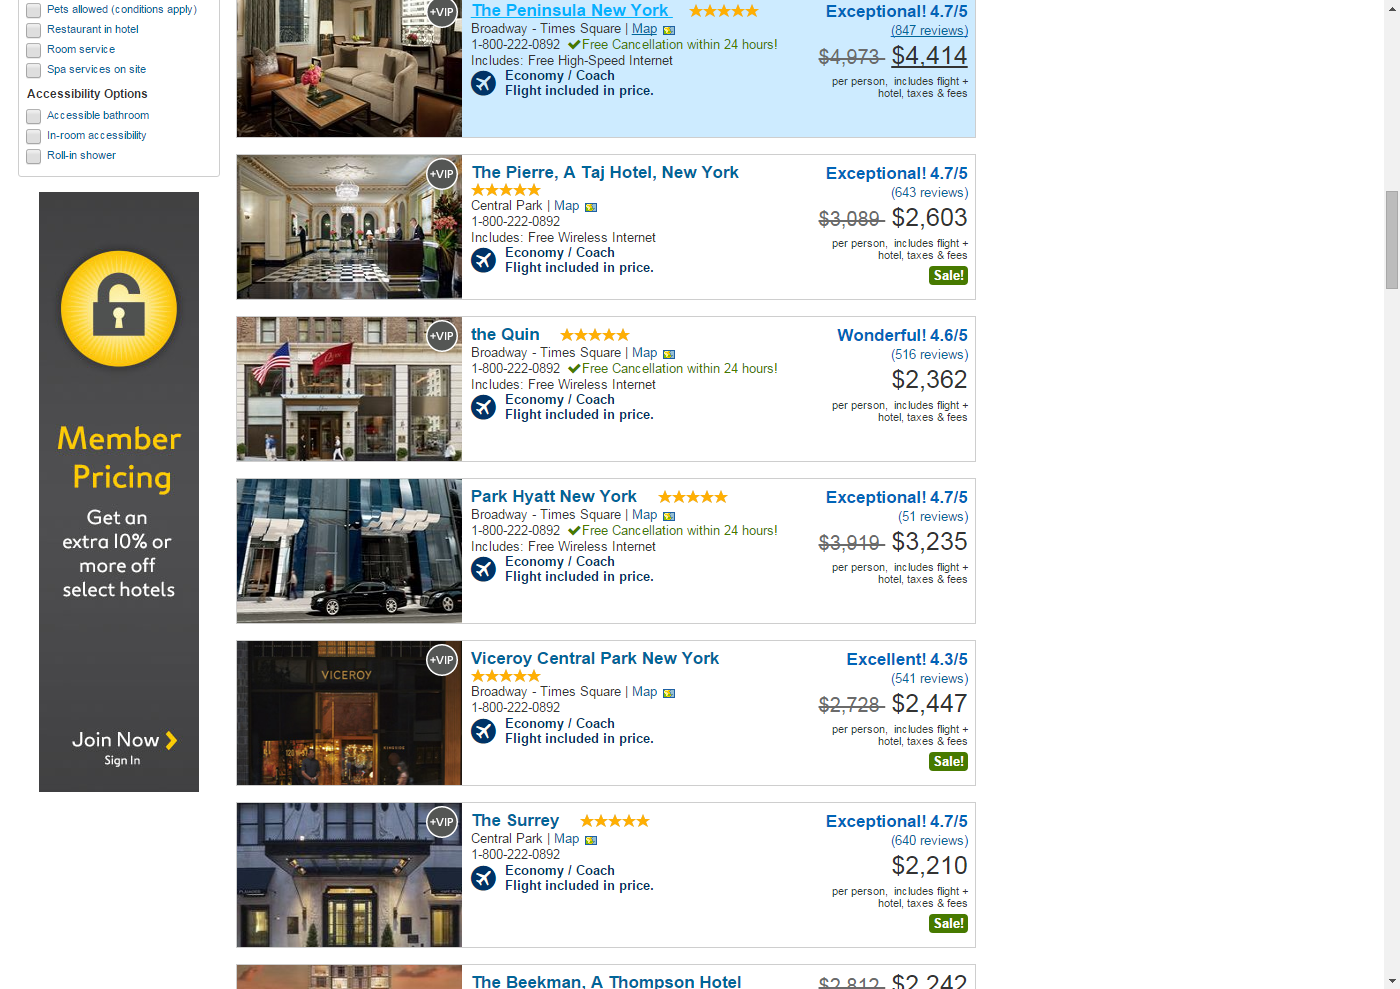 Pets allowed (conditions apply)
Restaurant in hotel
Room service
Spa services on site
Accessibility Options
Accessible bathroom
In-room accessibility
Roll-in shower
Member
Pricing
Get an
extra 10% or
more off
select hotels
Join Now
Sign In
+VIP
The Peninsula New York
Broadway - Times Square | Map
1-800-222-0892 Free Cancellation within 24 hours!
Includes: Free High-Speed Internet
Economy / Coach
Flight included in price.
Exceptional! 4.7/5
(847 reviews)
$4,973 $4,414
per person, includes flight +
hotel, taxes & fees
+VIP
The Pierre, A Taj Hotel, New York
Central Park | Map
1-800-222-0892
Includes: Free Wireless Internet
Economy / Coach
Flight included in price.
Exceptional! 4.7/5
(643 reviews)
$3,089 $2,603
per person, includes flight +
hotel, taxes & fees
Sale!
+VIP
the Quin
Broadway - Times Square | Map
1-800-222-0892 Free Cancellation within 24 hours!
Includes: Free Wireless Internet
Economy / Coach
Flight included in price.
Wonderful! 4.6/5
(516 reviews)
$2,362
per person, includes flight +
hotel, taxes & fees
Park Hyatt New York
Broadway - Times Square | Map
1-800-222-0892 Free Cancellation within 24 hours!
Includes: Free Wireless Internet
Economy / Coach
Flight included in price.
Exceptional! 4.7/5
(51 reviews)
$3,919 $3,235
per person, includes flight +
hotel, taxes & fees
VICEROY
+VIP
Viceroy Central Park New York
Broadway - Times Square | Map
1-800-222-0892
Economy / Coach
Flight included in price.
Excellent! 4.3/5
(541 reviews)
$2,728 $2,447
per person, includes flight +
hotel, taxes & fees
Sale!
+VIP
The Surrey
Central Park | Map
1-800-222-0892
Economy / Coach
Flight included in price.
Exceptional! 4.7/5
(640 reviews)
$2,210
per person, includes flight +
hotel, taxes & fees
Sale!
The Beekman, A Thompson Hotel
$2,812 $2,242